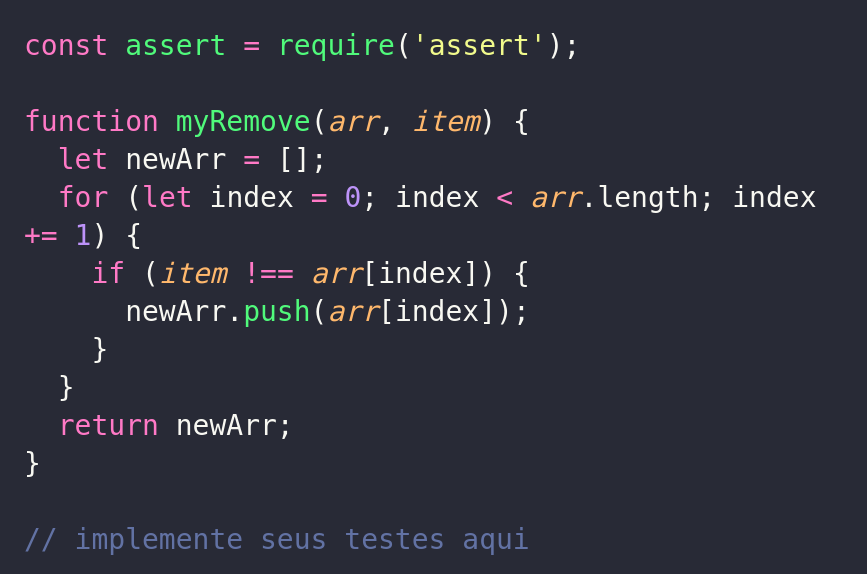 const assert = require('assert');

function myRemove(arr, item) {
  let newArr = [];
  for (let index = 0; index < arr.length; index
+= 1) {
    if (item !== arr[index]) {
      newArr.push(arr[index]);
    }
  }
  return newArr;
}

// implemente seus testes aqui